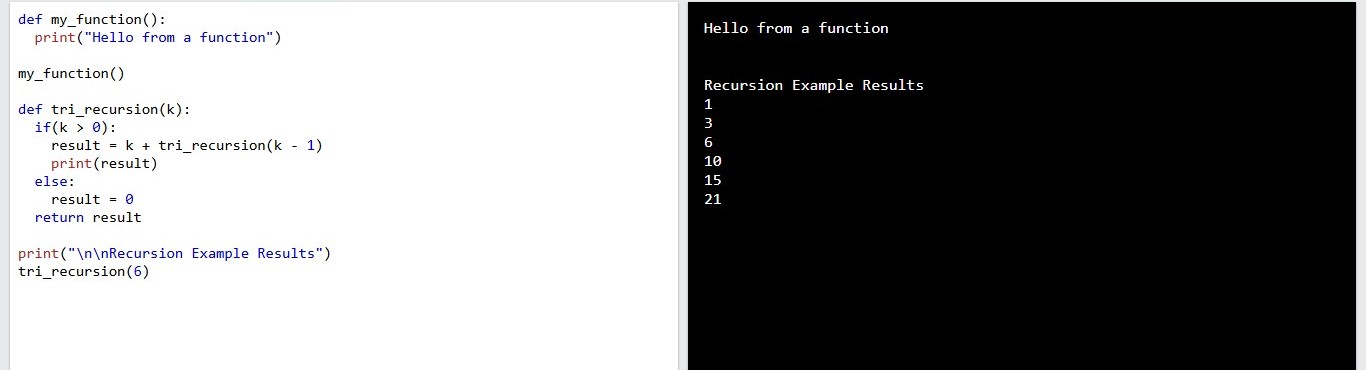 def my_function():
  print("Hello from a function")
my_function()
def tri_recursion(k):
  if(k > 0):
    result = k + tri_recursion(k - 1)
    print(result)
  else:
    result = 0
  return result
print("\n\nRecursion Example Results")
tri_recursion(6)
Hello from a function
Recursion Example Results
1
3
6
10
15
21